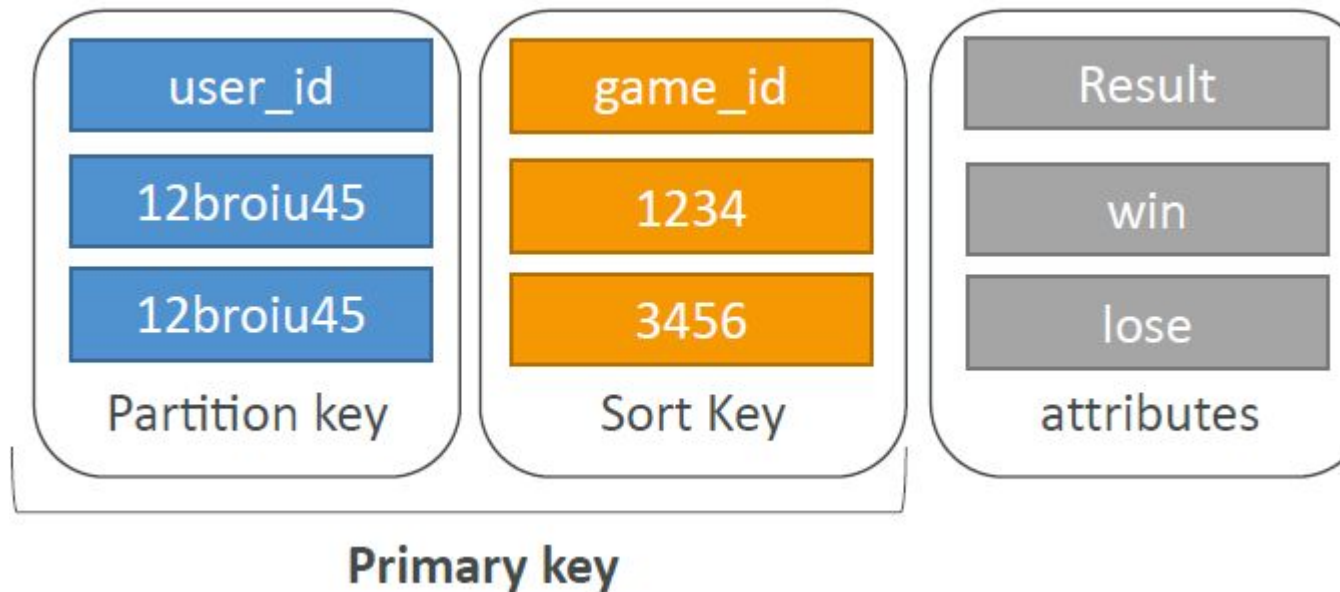 user_id game_id Result
12broiu45 1234 win
12broiu45 3456 lose
Partition key Sort Key attributes
Primary key